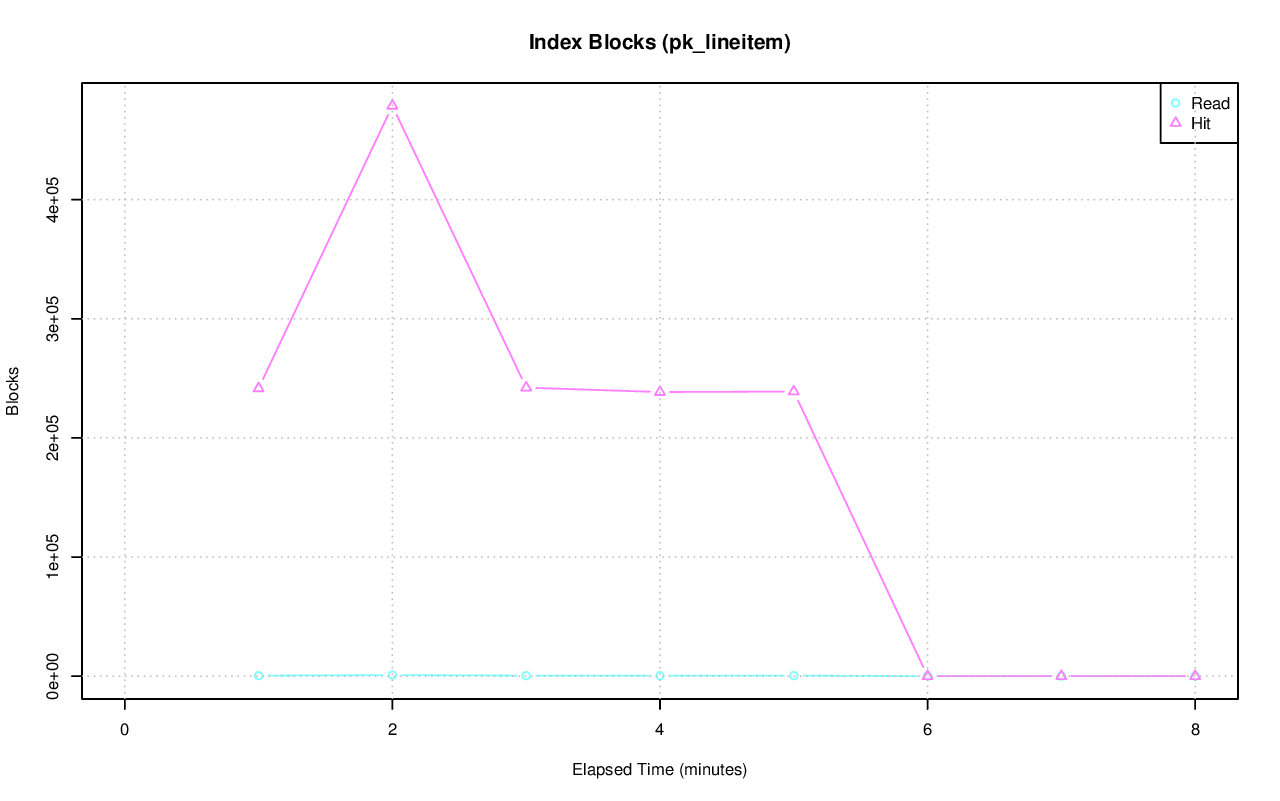 Index Blocks (pk_lineitem)
Read
Hit
Blocks
4e+05
3e+05
2e+05
1e+05
0e+00
0 2 4 6 8
Elapsed Time (minutes)